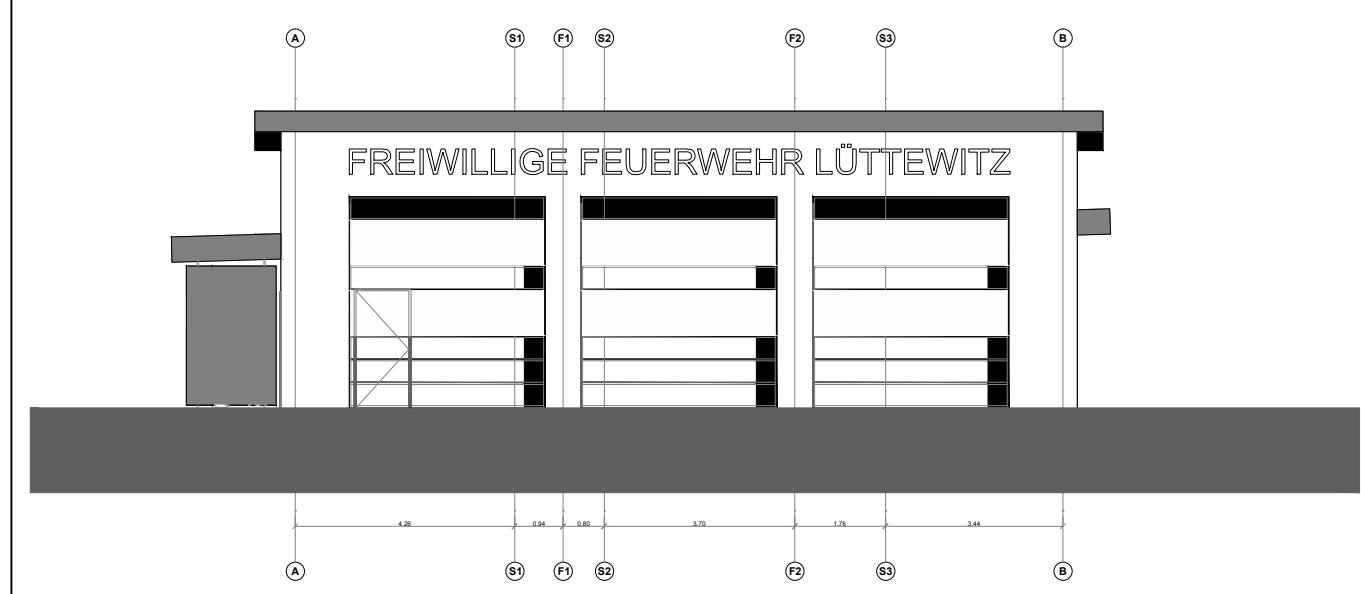 A S1 F1 S2 F2 S3 B
FREIWILLIGE FEUERWEHR LÜTTEWITZ
4.26 0.94 0.80 3.70 1.76 3.44
A S1 F1 S2 F2 S3 B